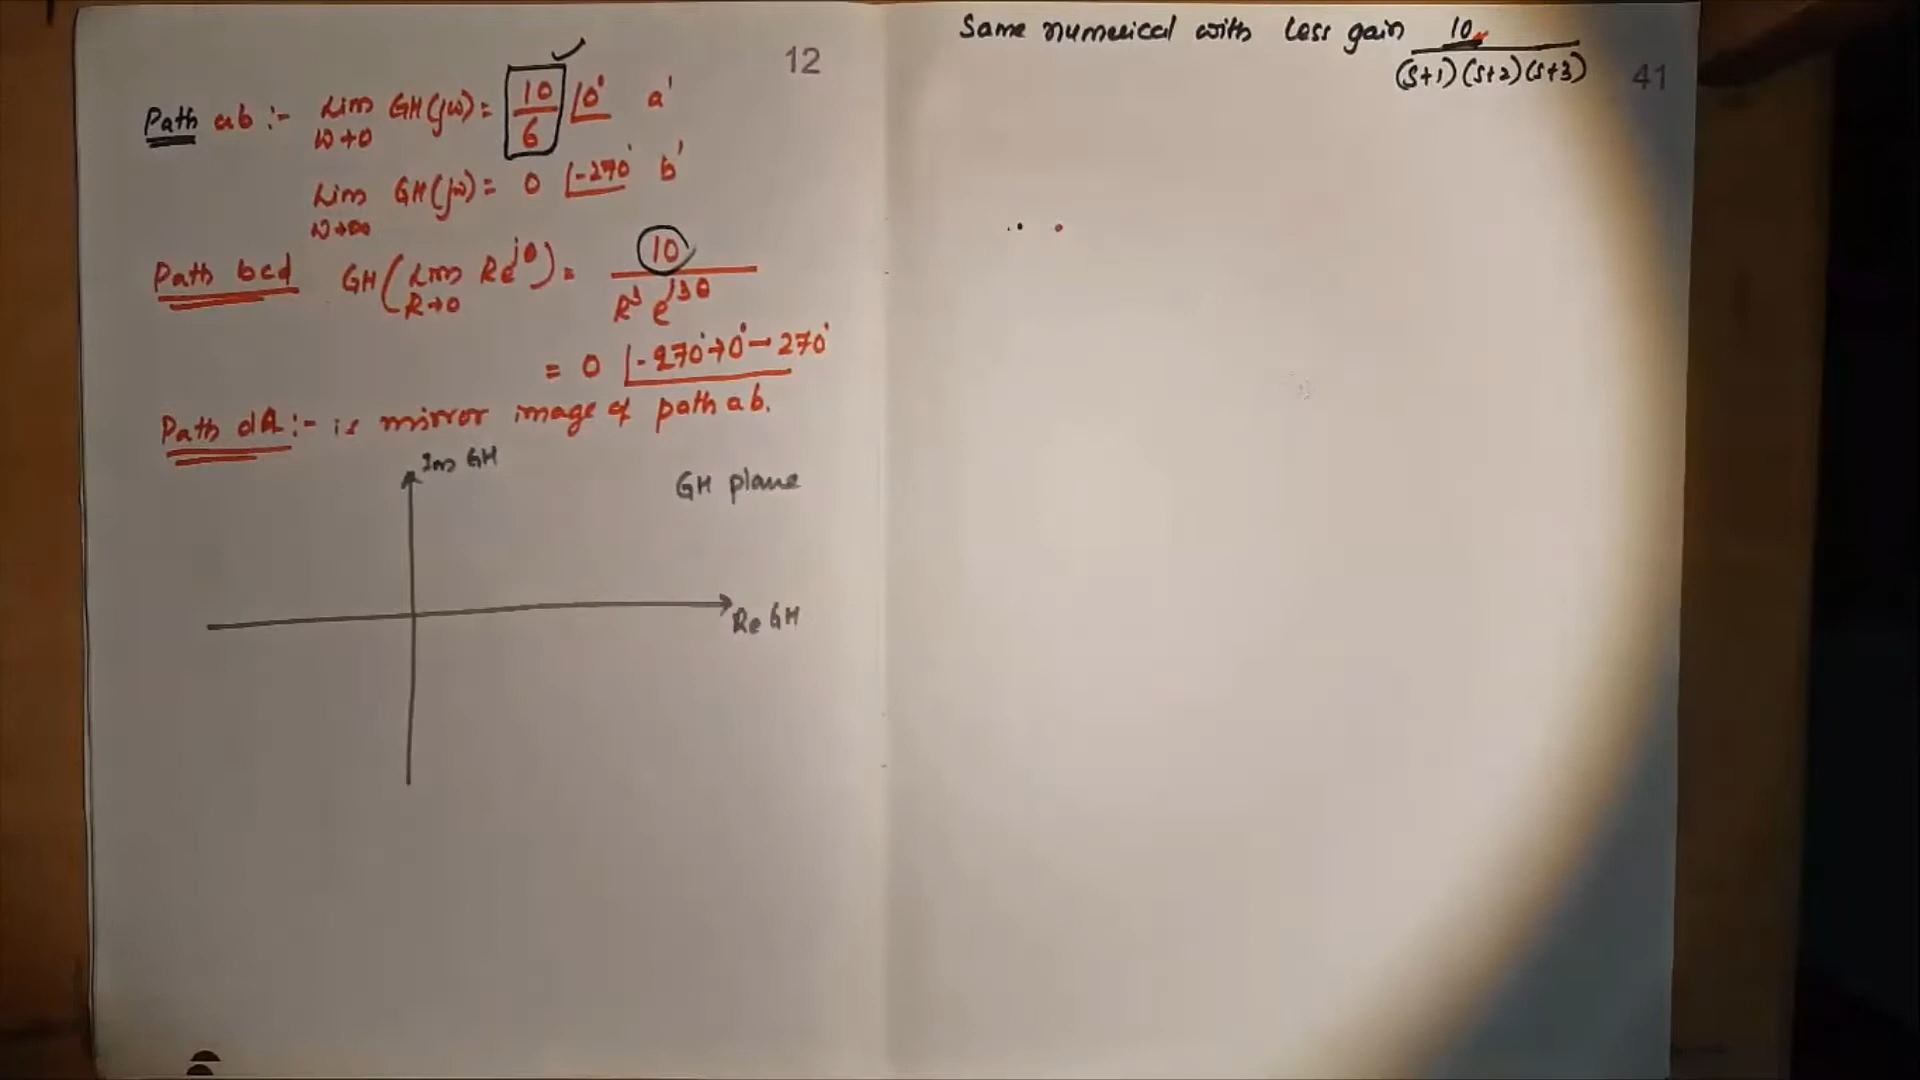 12
Path ab :- Lim GH(jω) = 10/6 ∠0° a'
ω→0
Lim GH(jω) = 0 ∠-270° b'
ω→∞
Path bcd GH(Lim Re^jθ) = 10/R³e^j3θ
R→0
= 0 ∠-270°→0°→270°
Path da :- is mirror image of path ab.
Im GH
GH plane
Re GH
Same numerical with less gain 10/(s+1)(s+2)(s+3)
41